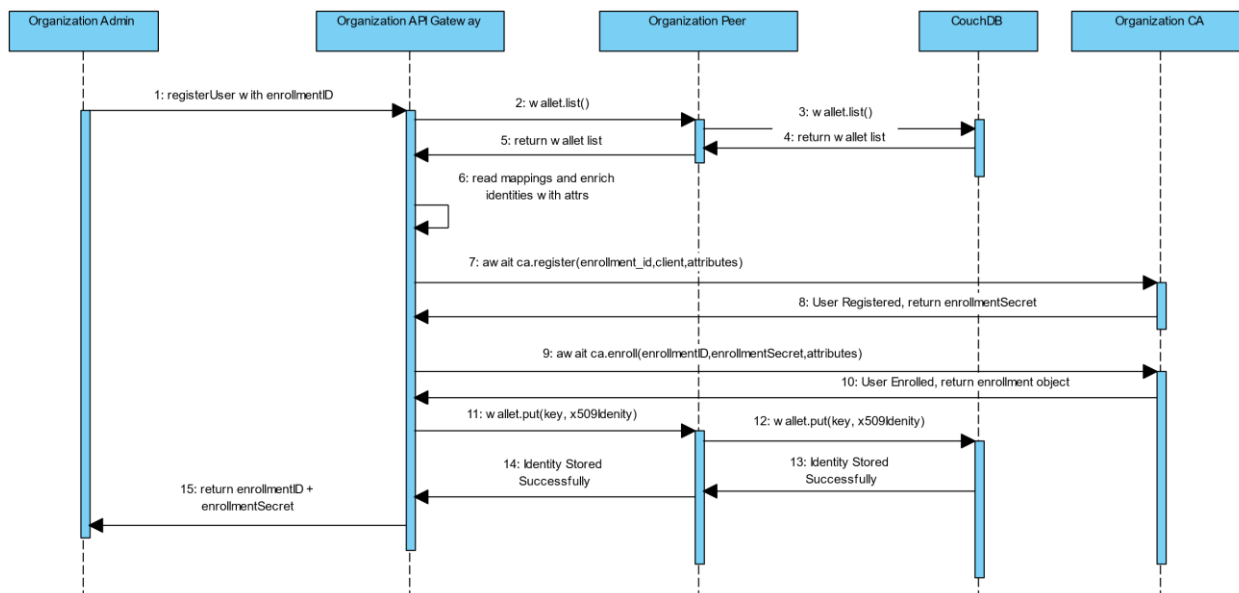 Organization Admin
Organization API Gateway
Organization Peer
CouchDB
Organization CA
1: registerUser with enrollmentID
2: wallet.list()
3: wallet.list()
4: return wallet list
5: return wallet list
6: read mappings and enrich
identities with attrs
7: await ca.register(enrollment_id,client,attributes)
8: User Registered, return enrollmentSecret
9: await ca.enroll(enrollmentID,enrollmentSecret,attributes)
10: User Enrolled, return enrollment object
11: wallet.put(key, x509Idenity)
12: wallet.put(key, x509Idenity)
13: Identity Stored
Successfully
14: Identity Stored
Successfully
15: return enrollmentID +
enrollmentSecret